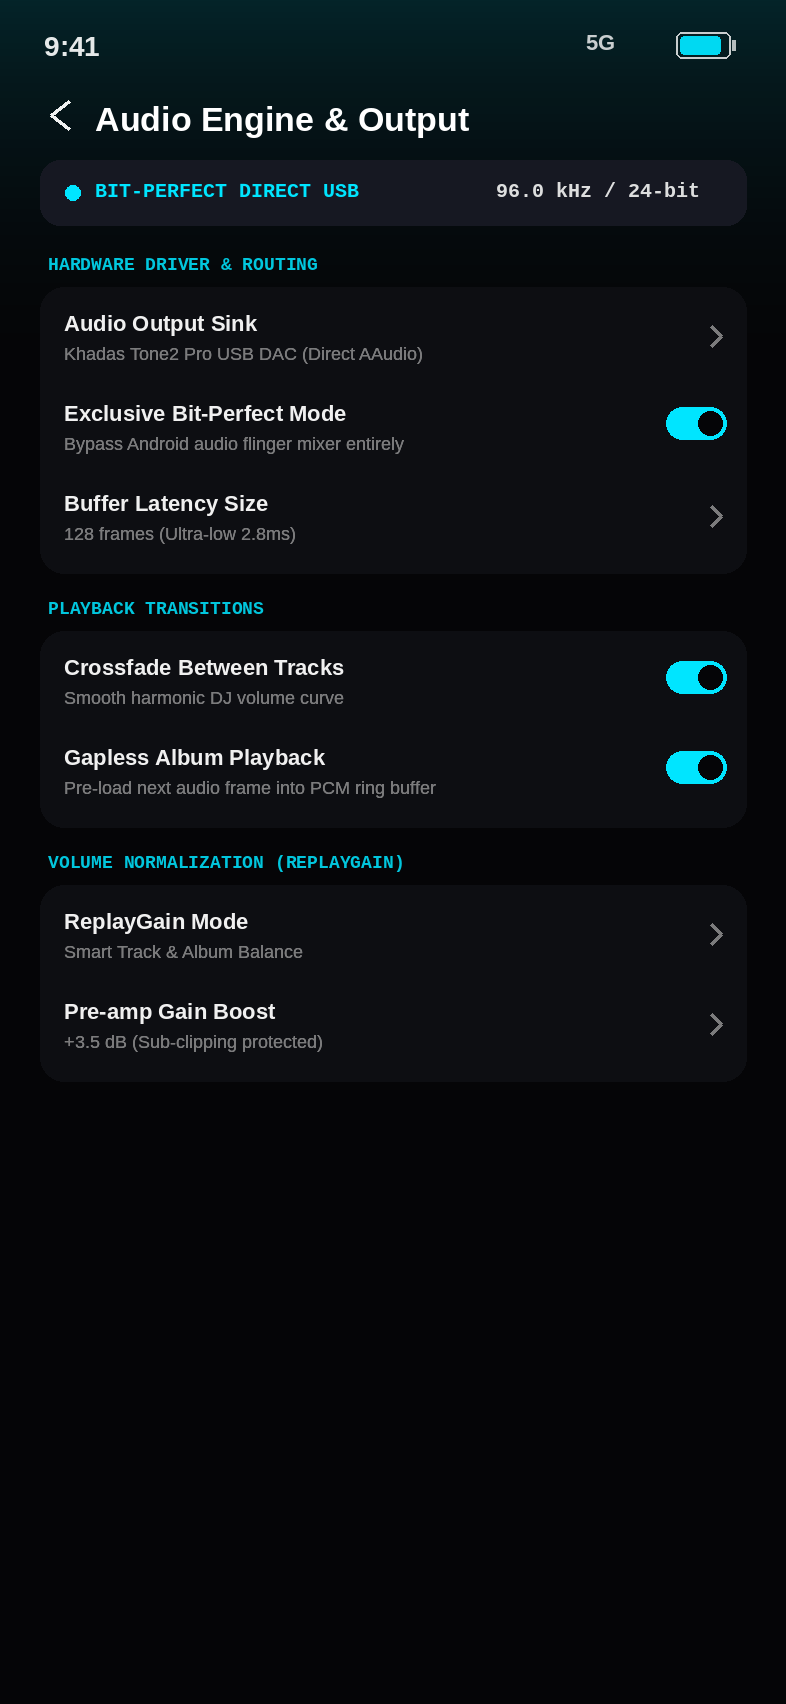 9:41
5G
Audio Engine & Output
BIT-PERFECT DIRECT USB
96.0 kHz / 24-bit
HARDWARE DRIVER & ROUTING
Audio Output Sink
Khadas Tone2 Pro USB DAC (Direct AAudio)
Exclusive Bit-Perfect Mode
Bypass Android audio flinger mixer entirely
Buffer Latency Size
128 frames (Ultra-low 2.8ms)
PLAYBACK TRANSITIONS
Crossfade Between Tracks
Smooth harmonic DJ volume curve
Gapless Album Playback
Pre-load next audio frame into PCM ring buffer
VOLUME NORMALIZATION (REPLAYGAIN)
ReplayGain Mode
Smart Track & Album Balance
Pre-amp Gain Boost
+3.5 dB (Sub-clipping protected)